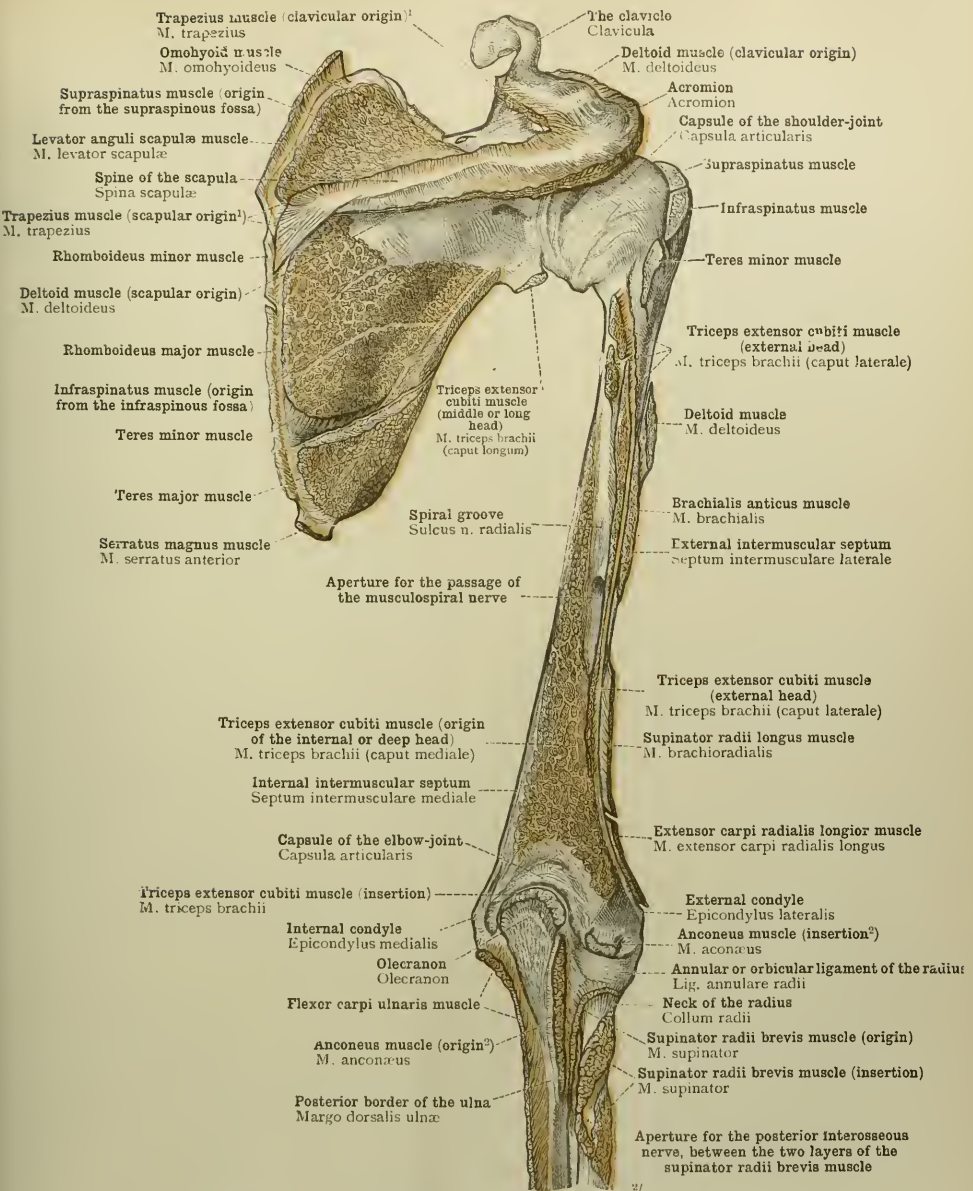 Trapezius muscle (clavicular origin)¹
M. trapezius
Omohyoid muscle
M. omohyoideus
Supraspinatus muscle (origin
from the supraspinous fossa)
Levator anguli scapulæ muscle
M. levator scapulæ
Spine of the scapula
Spina scapulæ
Trapezius muscle (scapular origin¹)
M. trapezius
Rhomboideus minor muscle
Deltoid muscle (scapular origin)
M. deltoideus
Rhomboideus major muscle
Infraspinatus muscle (origin
from the infraspinous fossa)
Teres minor muscle
Teres major muscle
Serratus magnus muscle
M. serratus anterior
The clavicle
Clavicula
Deltoid muscle (clavicular origin)
M. deltoideus
Acromion
Acromion
Capsule of the shoulder-joint
Capsula articularis
Supraspinatus muscle
Infraspinatus muscle
Teres minor muscle
Triceps extensor cubiti muscle
(external head)
M. triceps brachii (caput laterale)
Triceps extensor
cubiti muscle
(middle or long
head)
M. triceps brachii
(caput longum)
Deltoid muscle
M. deltoideus
Spiral groove
Sulcus n. radialis
Brachialis anticus muscle
M. brachialis
External intermuscular septum
Septum intermusculare laterale
Aperture for the passage of
the musculospiral nerve
Triceps extensor cubiti muscle
(external head)
M. triceps brachii (caput laterale)
Triceps extensor cubiti muscle (origin
of the internal or deep head)
M. triceps brachii (caput mediale)
Supinator radii longus muscle
M. brachioradialis
Internal intermuscular septum
Septum intermusculare mediale
Capsule of the elbow-joint
Capsula articularis
Extensor carpi radialis longior muscle
M. extensor carpi radialis longus
Triceps extensor cubiti muscle (insertion)
M. triceps brachii
Internal condyle
Epicondylus medialis
Olecranon
Olecranon
Flexor carpi ulnaris muscle
Anconeus muscle (origin²)
M. anconæus
Posterior border of the ulna
Margo dorsalis ulnæ
External condyle
Epicondylus lateralis
Anconeus muscle (insertion²)
M. aconæus
Annular or orbicular ligament of the radius
Lig. annulare radii
Neck of the radius
Collum radii
Supinator radii brevis muscle (origin)
M. supinator
Supinator radii brevis muscle (insertion)
M. supinator
Aperture for the posterior interosseous
nerve, between the two layers of the
supinator radii brevis muscle